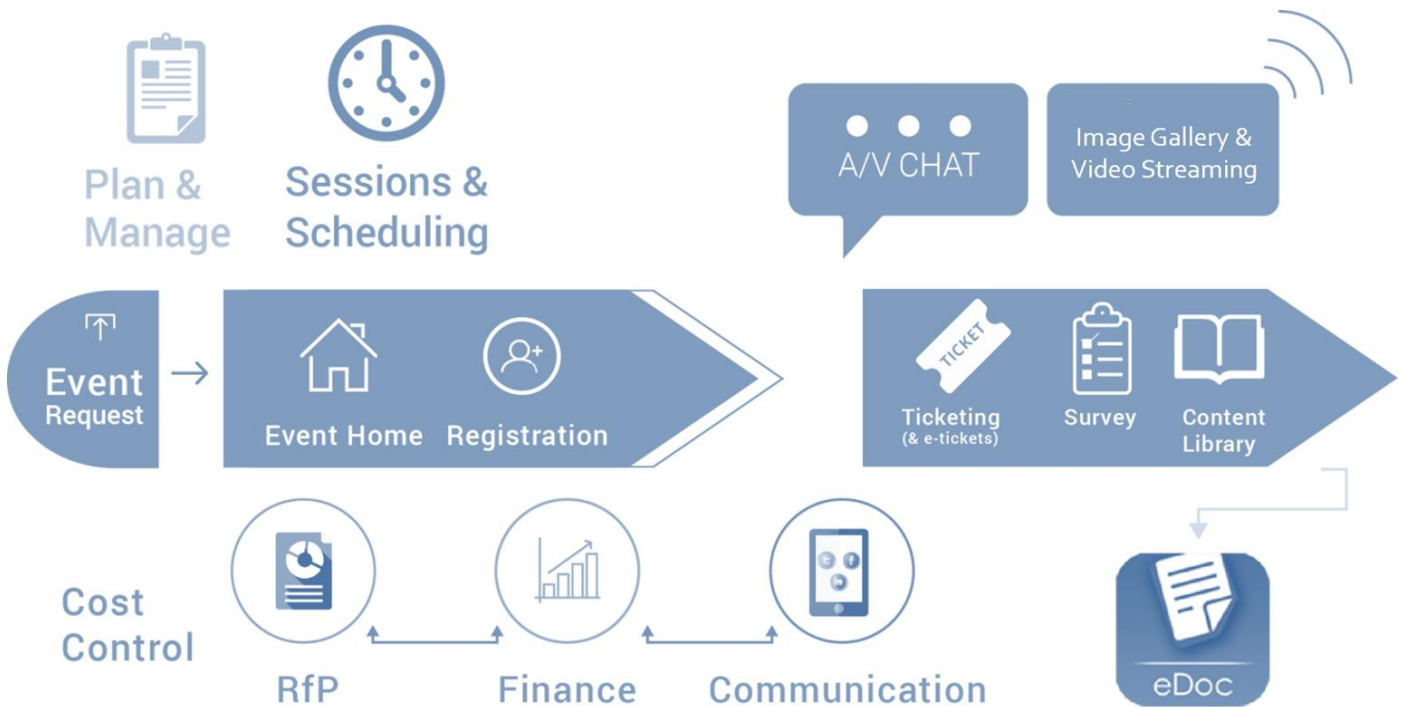 Plan &
Manage
Sessions &
Scheduling
A/V CHAT
Image Gallery &
Video Streaming
Event
Request
Event Home
Registration
TICKET
Ticketing
(& e-tickets)
Survey
Content
Library
Cost
Control
RfP
Finance
Communication
eDoc